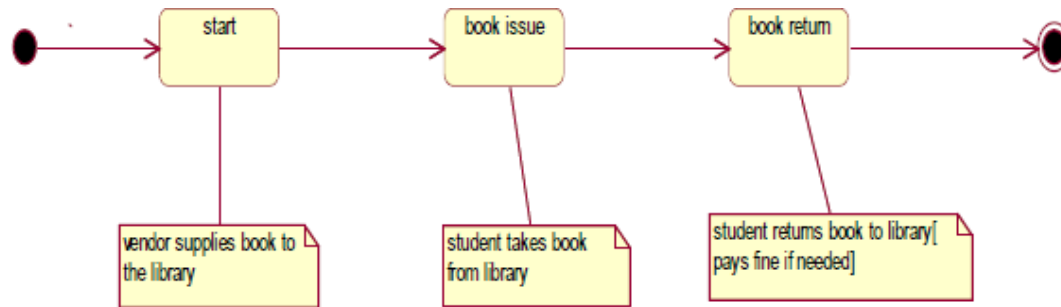 start
book issue
book return
vendor supplies book to
the library
student takes book
from library
student returns book to library[
pays fine if needed]